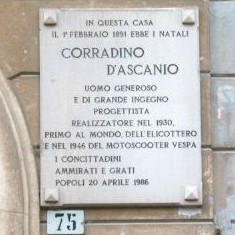 IN QUESTA CASA
IL 1° FEBBRAIO 1891 EBBE I NATALI
CORRADINO
D'ASCANIO
UOMO GENEROSO
E DI GRANDE INGEGNO
PROGETTISTA
REALIZZATORE NEL 1930,
PRIMO AL MONDO, DELL'ELICOTTERO
E NEL 1946 DEL MOTOSCOOTER VESPA
I CONCITTADINI
AMMIRATI E GRATI
POPOLI 20 APRILE 1986
75